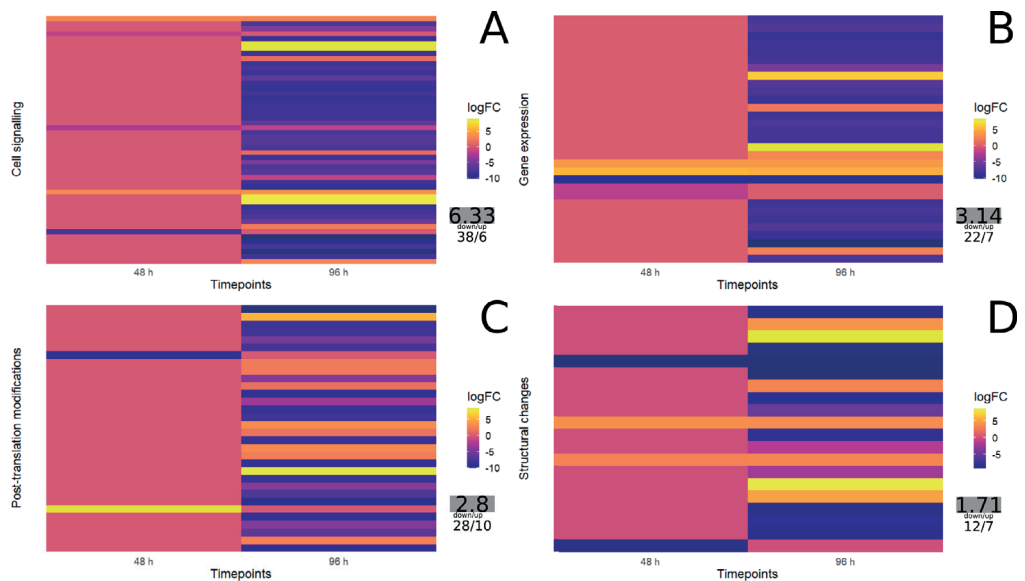 A
Cell signalling
logFC
5
0
-5
-10
6.33
down/up
38/6
48 h
96 h
Timepoints
B
Gene expression
logFC
5
0
-5
-10
3.14
down/up
22/7
48 h
96 h
Timepoints
C
Post-translation modifications
logFC
5
0
-5
-10
2.8
down/up
28/10
48 h
96 h
Timepoints
D
Structural changes
logFC
5
0
-5
1.71
down/up
12/7
48 h
96 h
Timepoints